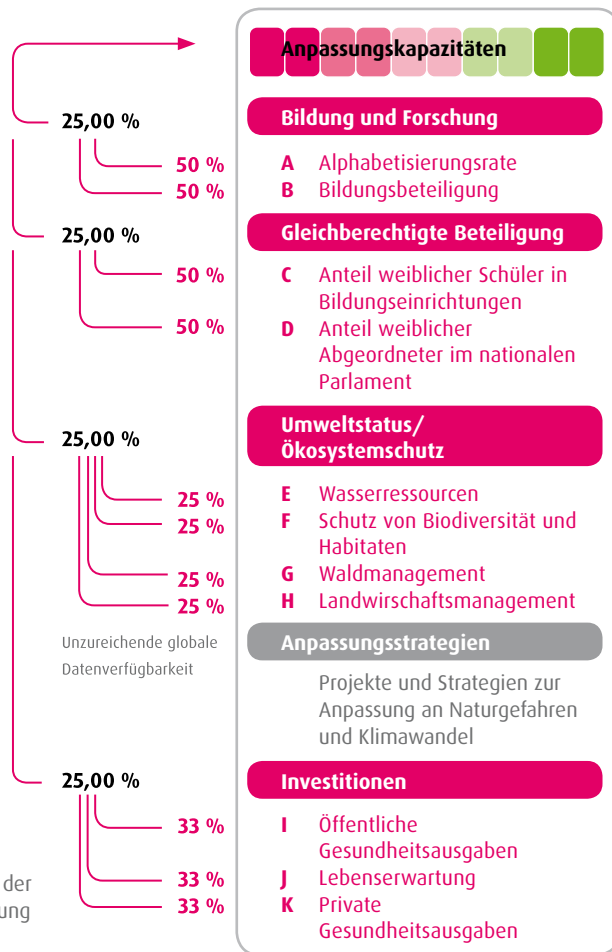 Anpassungskapazitäten
25,00 %
Bildung und Forschung
50 %
A Alphabetisierungsrate
50 %
B Bildungsbeteiligung
25,00 %
Gleichberechtigte Beteiligung
50 %
C Anteil weiblicher Schüler in
Bildungseinrichtungen
50 %
D Anteil weiblicher
Abgeordneter im nationalen
Parlament
25,00 %
Umweltstatus/
Ökosystemschutz
25 %
E Wasserressourcen
25 %
F Schutz von Biodiversität und
Habitaten
25 %
G Waldmanagement
25 %
H Landwirtschaftsmanagement
Unzureichende globale
Datenverfügbarkeit
Anpassungsstrategien
Projekte und Strategien zur
Anpassung an Naturgefahren
und Klimawandel
25,00 %
Investitionen
33 %
I Öffentliche
Gesundheitsausgaben
33 %
J Lebenserwartung
33 %
K Private
Gesundheitsausgaben
der
ung